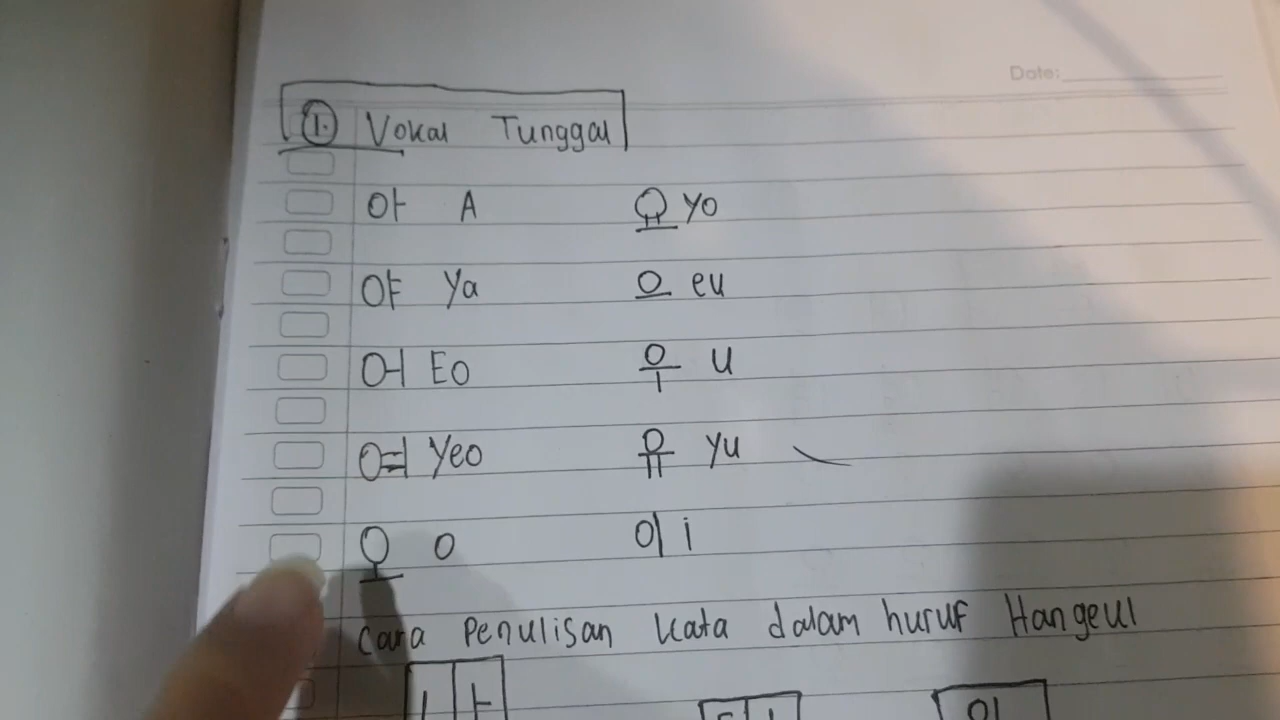 Date:
1. Vokal Tunggal
아 A 요 yo
야 Ya 으 eu
어 Eo 우 u
여 Yeo 유 yu
오 o 이 i
Cara Penulisan kata dalam huruf Hangeul